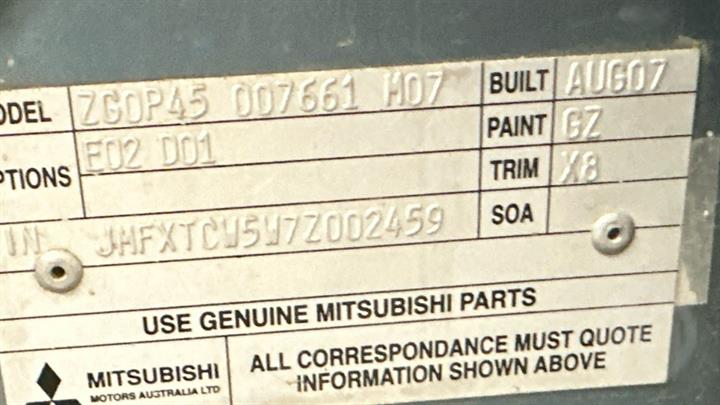 ODEL ZG0P45 007661 M07 BUILT AUG07
PTIONS E02 D01 PAINT GZ
TRIM X8
IN JMFXTCW5W7Z002459 SOA
USE GENUINE MITSUBISHI PARTS
MITSUBISHI
MOTORS AUSTRALIA LTD
ALL CORRESPONDANCE MUST QUOTE
INFORMATION SHOWN ABOVE